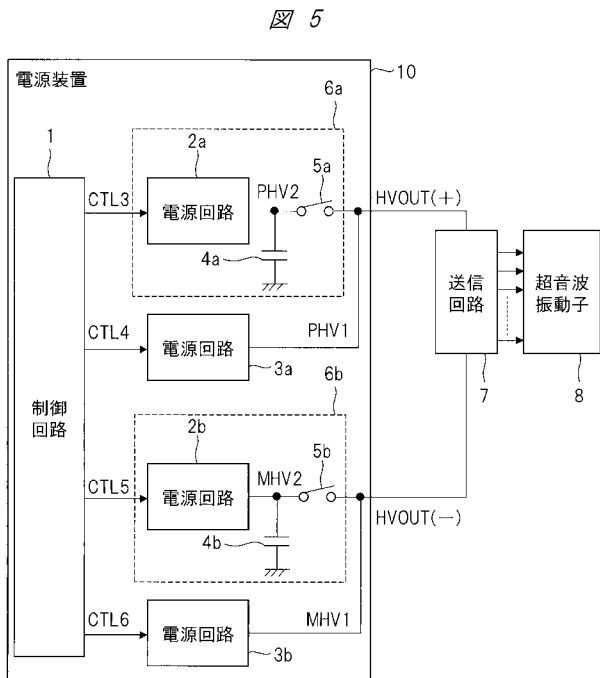 図 5
電源装置
10
6a
1
2a
5a
CTL3
電源回路
PHV2
HVOUT(+)
4a
送信
回路
超音波
振動子
CTL4
電源回路
PHV1
3a
6b
7
8
制御
回路
2b
5b
CTL5
電源回路
MHV2
HVOUT(—)
4b
CTL6
電源回路
MHV1
3b